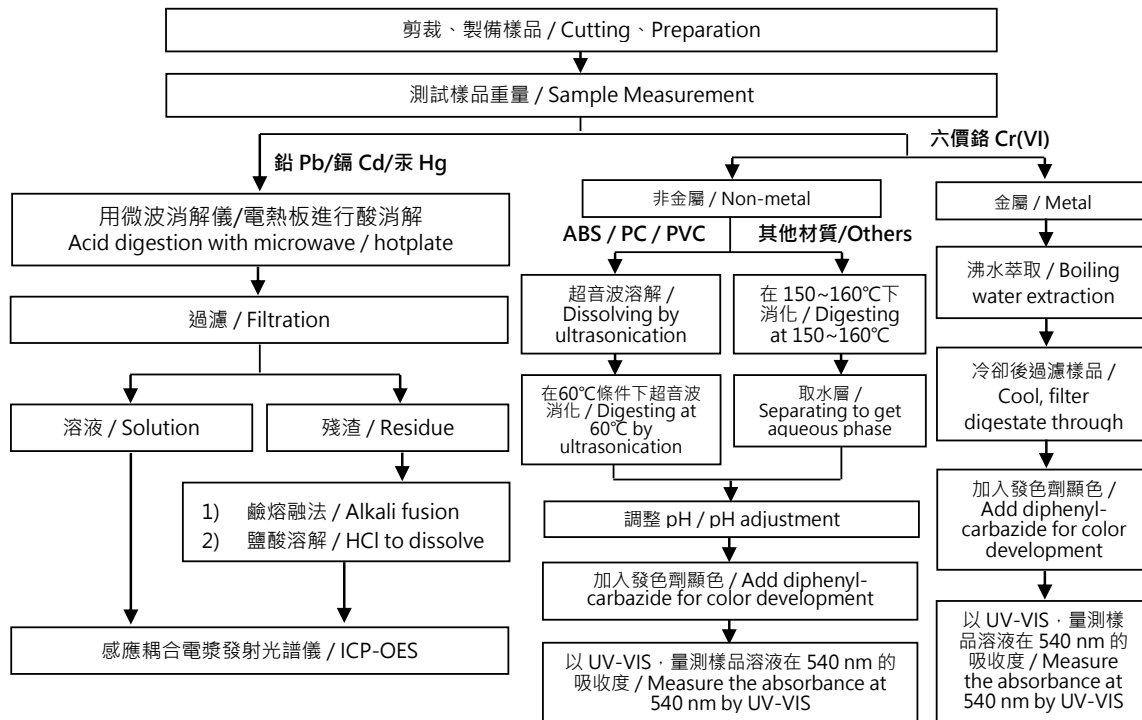 剪裁、製備樣品 / Cutting、Preparation
測試樣品重量 / Sample Measurement
鉛 Pb/鎘 Cd/汞 Hg
六價鉻 Cr(VI)
用微波消解儀/電熱板進行酸消解
Acid digestion with microwave / hotplate
過濾 / Filtration
溶液 / Solution
殘渣 / Residue
1) 鹼熔融法 / Alkali fusion
2) 鹽酸溶解 / HCl to dissolve
感應耦合電漿發射光譜儀 / ICP-OES
非金屬 / Non-metal
ABS / PC / PVC
其他材質/Others
超音波溶解 /
Dissolving by
ultrasonication
在 150~160℃下
消化 / Digesting
at 150~160℃
在60℃條件下超音波
消化 / Digesting at
60℃ by
ultrasonication
取水層 /
Separating to get
aqueous phase
調整 pH / pH adjustment
加入發色劑顯色 / Add diphenyl-
carbazide for color development
以 UV-VIS，量測樣品溶液在 540 nm 的
吸收度 / Measure the absorbance at
540 nm by UV-VIS
金屬 / Metal
沸水萃取 / Boiling
water extraction
冷卻後過濾樣品 /
Cool, filter
digestate through
加入發色劑顯色 /
Add diphenyl-
carbazide for color
development
以 UV-VIS，量測樣
品溶液在 540 nm 的
吸收度 / Measure
the absorbance at
540 nm by UV-VIS